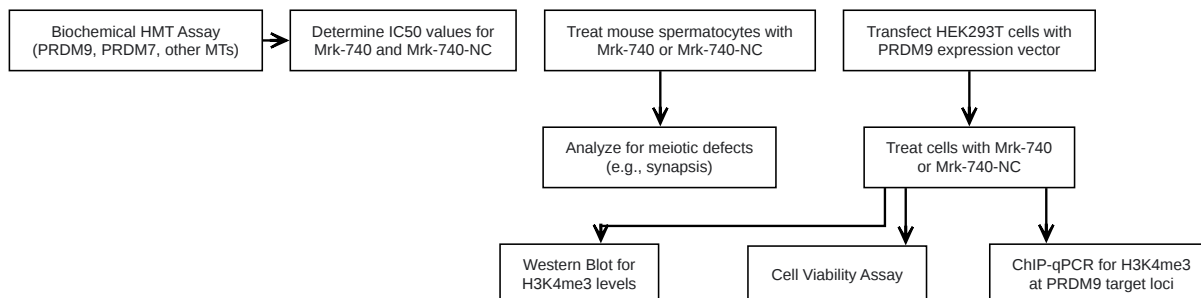 Biochemical HMT Assay
(PRDM9, PRDM7, other MTs)
Determine IC50 values for
Mrk-740 and Mrk-740-NC
Treat mouse spermatocytes with
Mrk-740 or Mrk-740-NC
Transfect HEK293T cells with
PRDM9 expression vector
Analyze for meiotic defects
(e.g., synapsis)
Treat cells with Mrk-740
or Mrk-740-NC
Western Blot for
H3K4me3 levels
Cell Viability Assay
ChIP-qPCR for H3K4me3
at PRDM9 target loci